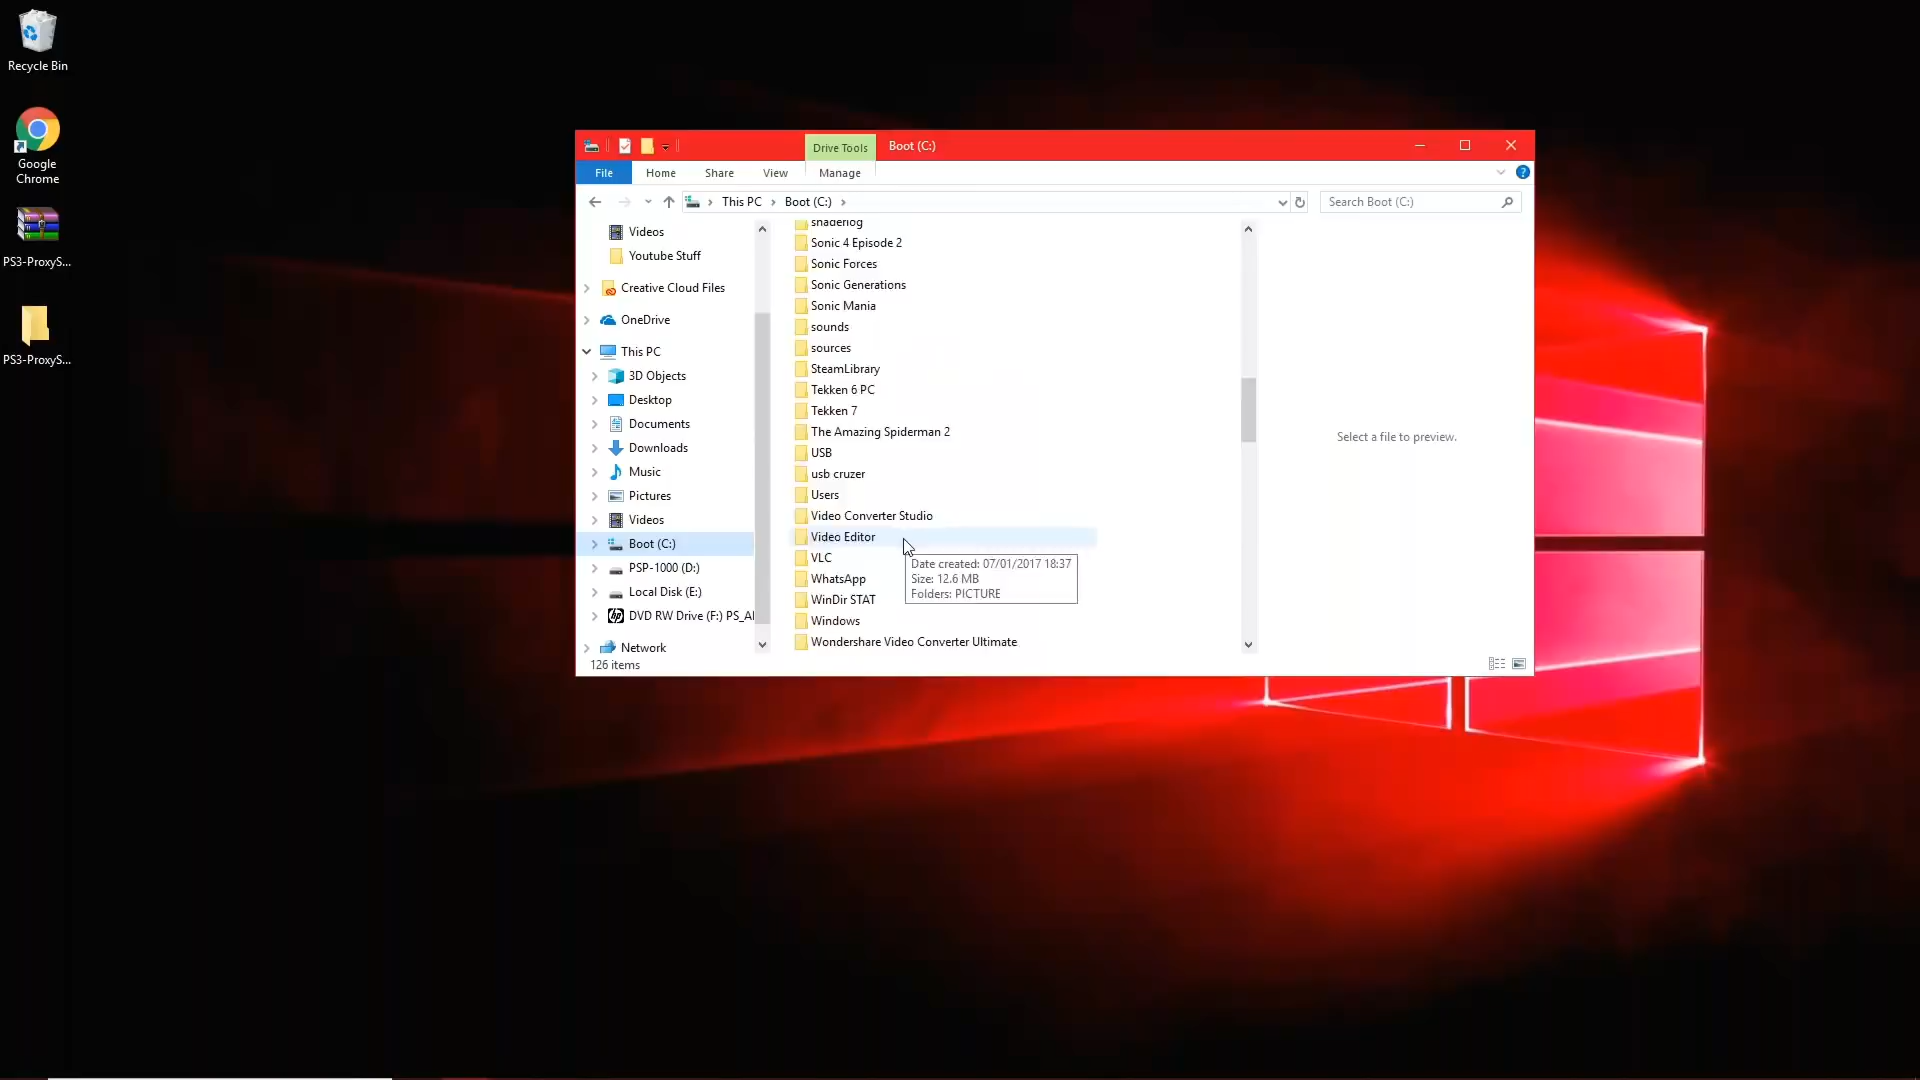 Recycle Bin
Google
Chrome
PS3-ProxyS...
PS3-ProxyS...
Drive Tools
Boot (C:)
File
Home
Share
View
Manage
This PC
Boot (C:)
Search Boot (C:)
Videos
Youtube Stuff
Creative Cloud Files
OneDrive
This PC
3D Objects
Desktop
Documents
Downloads
Music
Pictures
Videos
Boot (C:)
PSP-1000 (D:)
Local Disk (E:)
DVD RW Drive (F:) PS_A
Network
shaderlog
Sonic 4 Episode 2
Sonic Forces
Sonic Generations
Sonic Mania
sounds
sources
SteamLibrary
Tekken 6 PC
Tekken 7
The Amazing Spiderman 2
USB
usb cruzer
Users
Video Converter Studio
Video Editor
VLC
WhatsApp
WinDir STAT
Windows
Wondershare Video Converter Ultimate
Date created: 07/01/2017 18:37
Size: 12.6 MB
Folders: PICTURE
Select a file to preview.
126 items